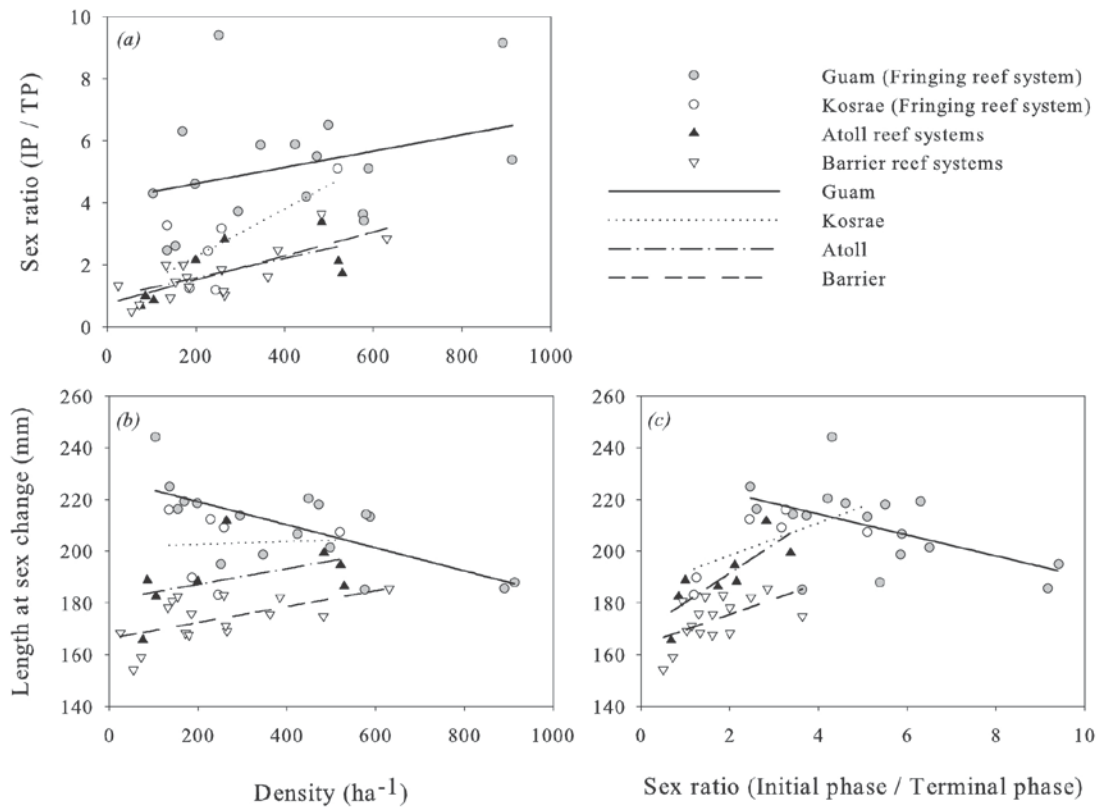 (a)
10
8
6
4
2
0
Sex ratio (IP / TP)
0 200 400 600 800 1000
Guam (Fringing reef system)
Kosrae (Fringing reef system)
Atoll reef systems
Barrier reef systems
Guam
Kosrae
Atoll
Barrier
(b)
260
240
220
200
180
160
140
Length at sex change (mm)
0 200 400 600 800 1000
Density (ha-1)
(c)
260
240
220
200
180
160
140
0 2 4 6 8 10
Sex ratio (Initial phase / Terminal phase)